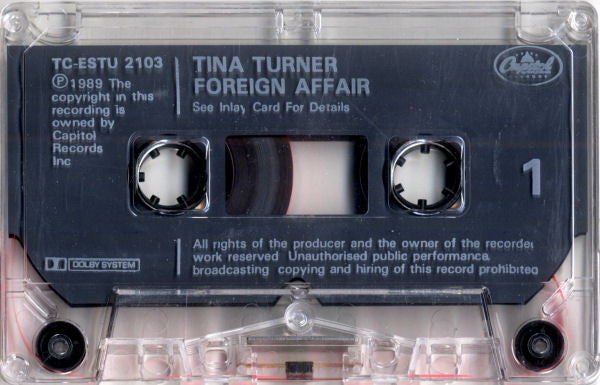 TC-ESTU 2103
Ⓟ1989 The
copyright in this
recording is
owned by
Capitol
Records
Inc
TINA TURNER
FOREIGN AFFAIR
See Inlay Card For Details
Capitol
1
DOLBY SYSTEM
All rights of the producer and the owner of the recorded
work reserved Unauthorised public performance
broadcasting copying and hiring of this record prohibited